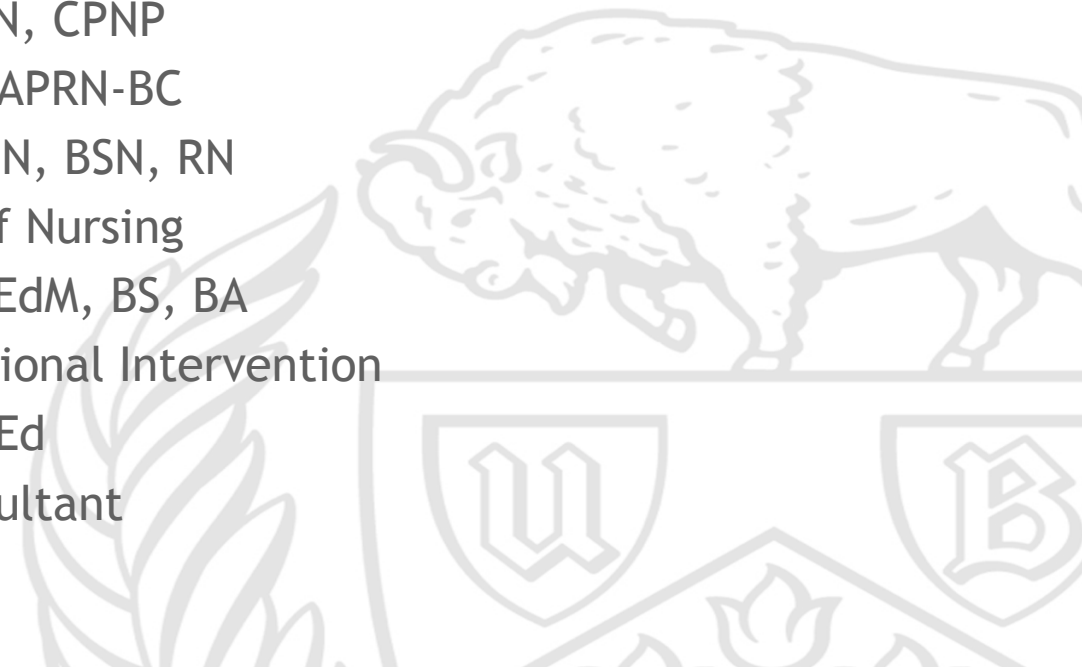 N, CPNP
APRN-BC
N, BSN, RN
f Nursing
EdM, BS, BA
ional Intervention
Ed
ultant
U B